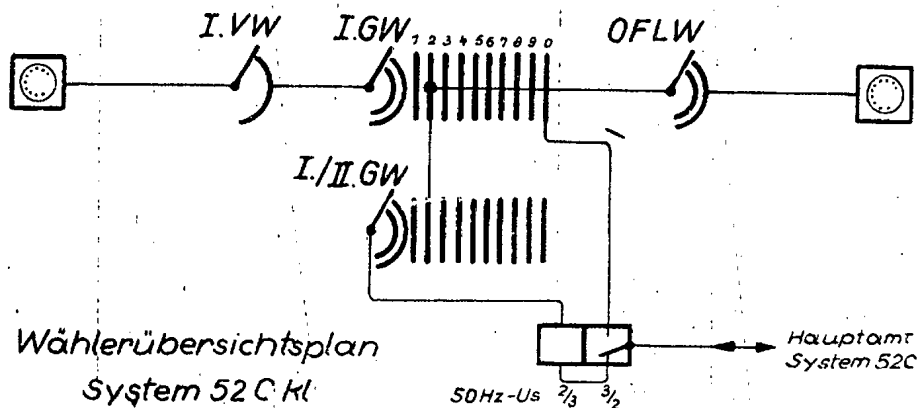 I.VW
I.GW
1 2 3 4 5 6 7 8 9 0
OFLW
I./II.GW
Wählerübersichtsplan
System 52 C kl
50Hz-Us
2/3
3/2
Hauptamt
System 52C